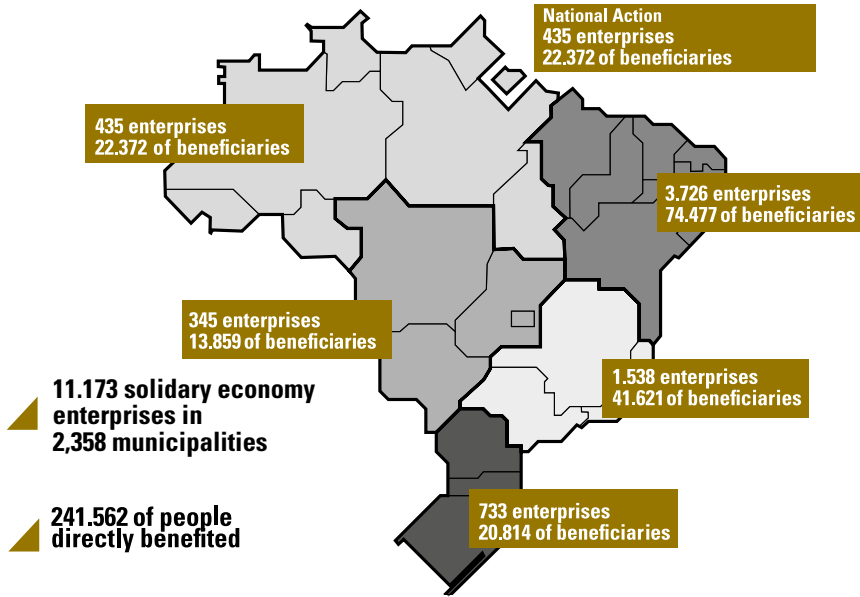 National Action
435 enterprises
22.372 of beneficiaries
435 enterprises
22.372 of beneficiaries
3.726 enterprises
74.477 of beneficiaries
345 enterprises
13.859 of beneficiaries
1.538 enterprises
41.621 of beneficiaries
11.173 solidary economy
enterprises in
2,358 municipalities
733 enterprises
20.814 of beneficiaries
241.562 of people
directly benefited